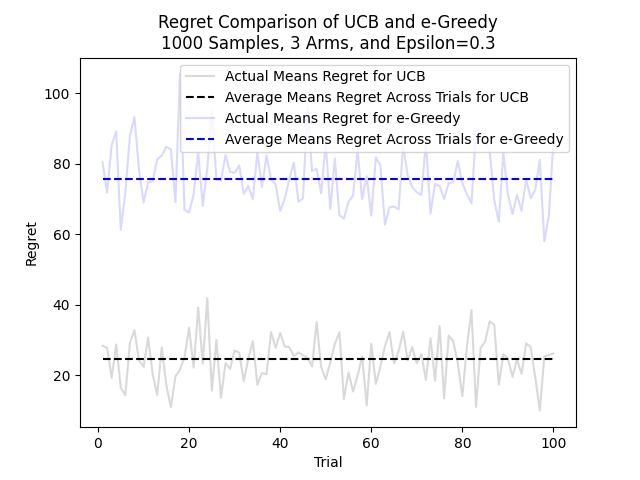 Regret Comparison of UCB and e-Greedy
1000 Samples, 3 Arms, and Epsilon=0.3
Actual Means Regret for UCB
Average Means Regret Across Trials for UCB
Actual Means Regret for e-Greedy
Average Means Regret Across Trials for e-Greedy
Regret
100
80
60
40
20
0 20 40 60 80 100
Trial